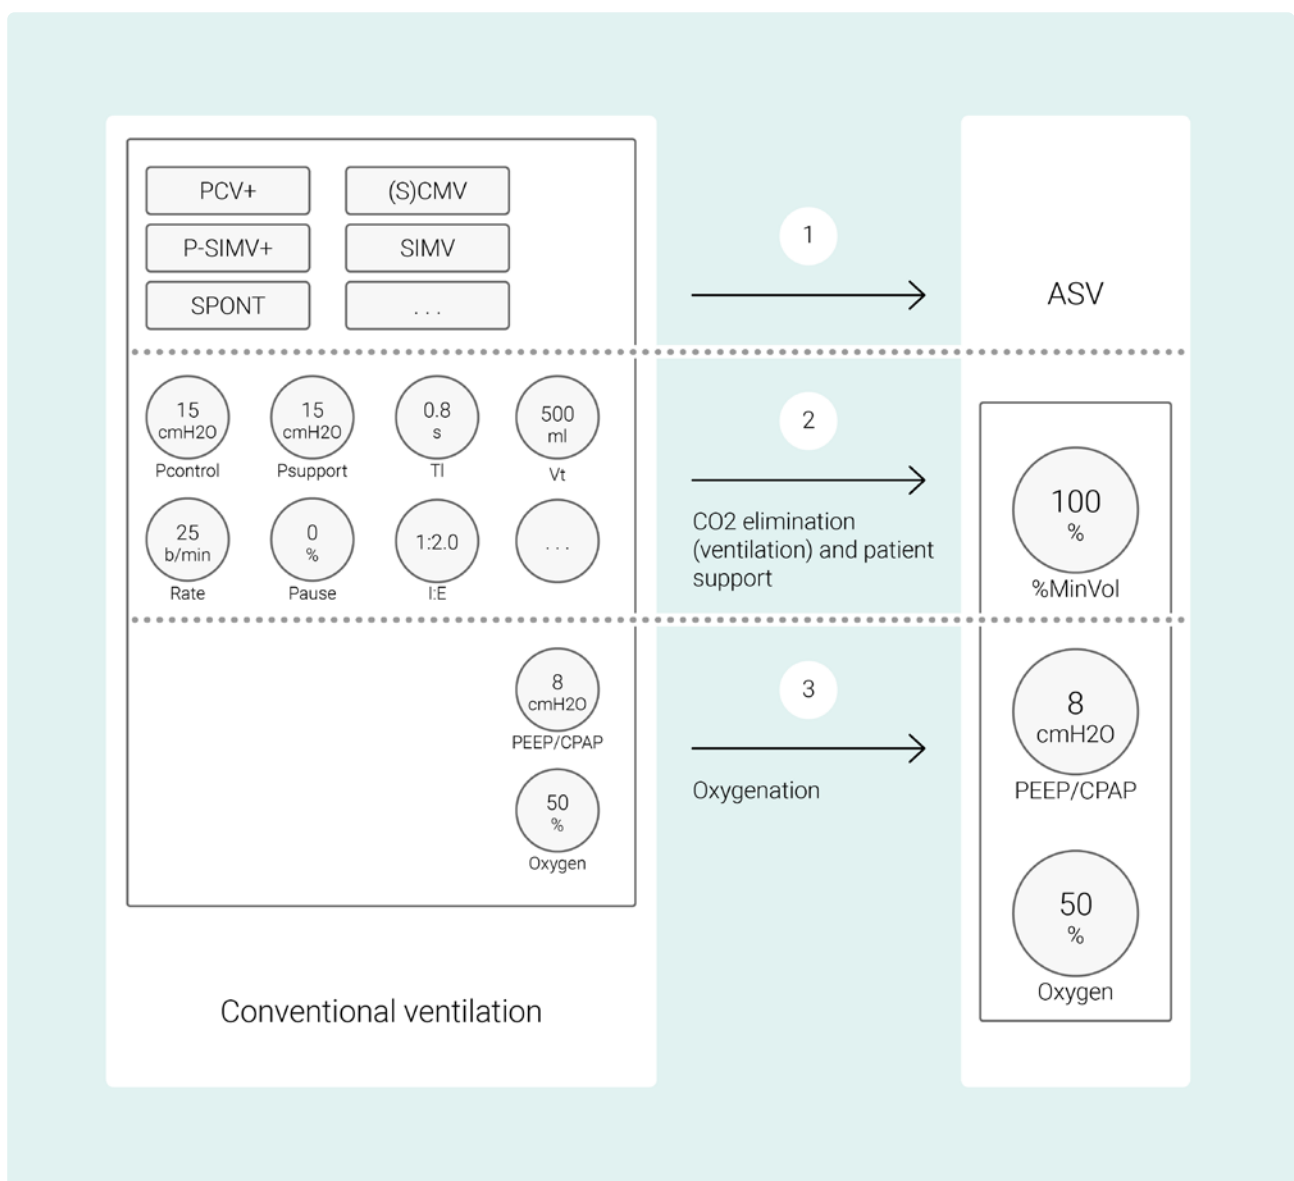 PCV+
(S)CMV
P-SIMV+
SIMV
SPONT
...
1
ASV
15
cmH2O
Pcontrol
15
cmH2O
Psupport
0.8
s
TI
500
ml
Vt
25
b/min
Rate
0
%
Pause
1:2.0
I:E
...
2
CO2 elimination
(ventilation) and patient
support
100
%
%MinVol
8
cmH2O
PEEP/CPAP
50
%
Oxygen
3
Oxygenation
8
cmH2O
PEEP/CPAP
50
%
Oxygen
Conventional ventilation